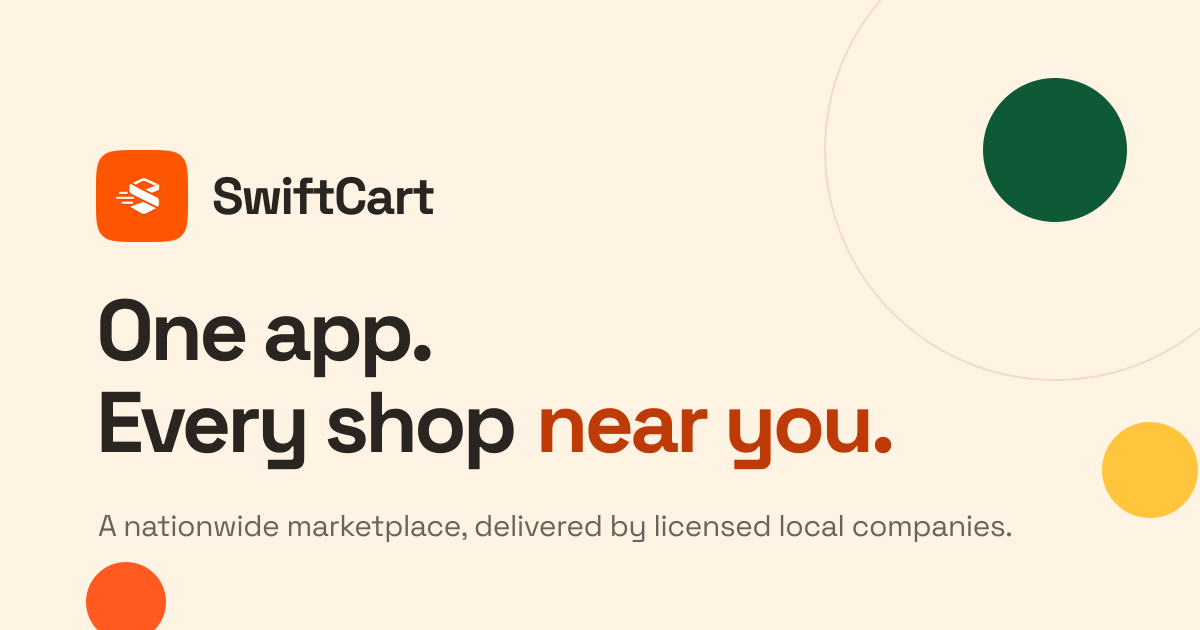 SwiftCart
One app.
Every shop near you.
A nationwide marketplace, delivered by licensed local companies.